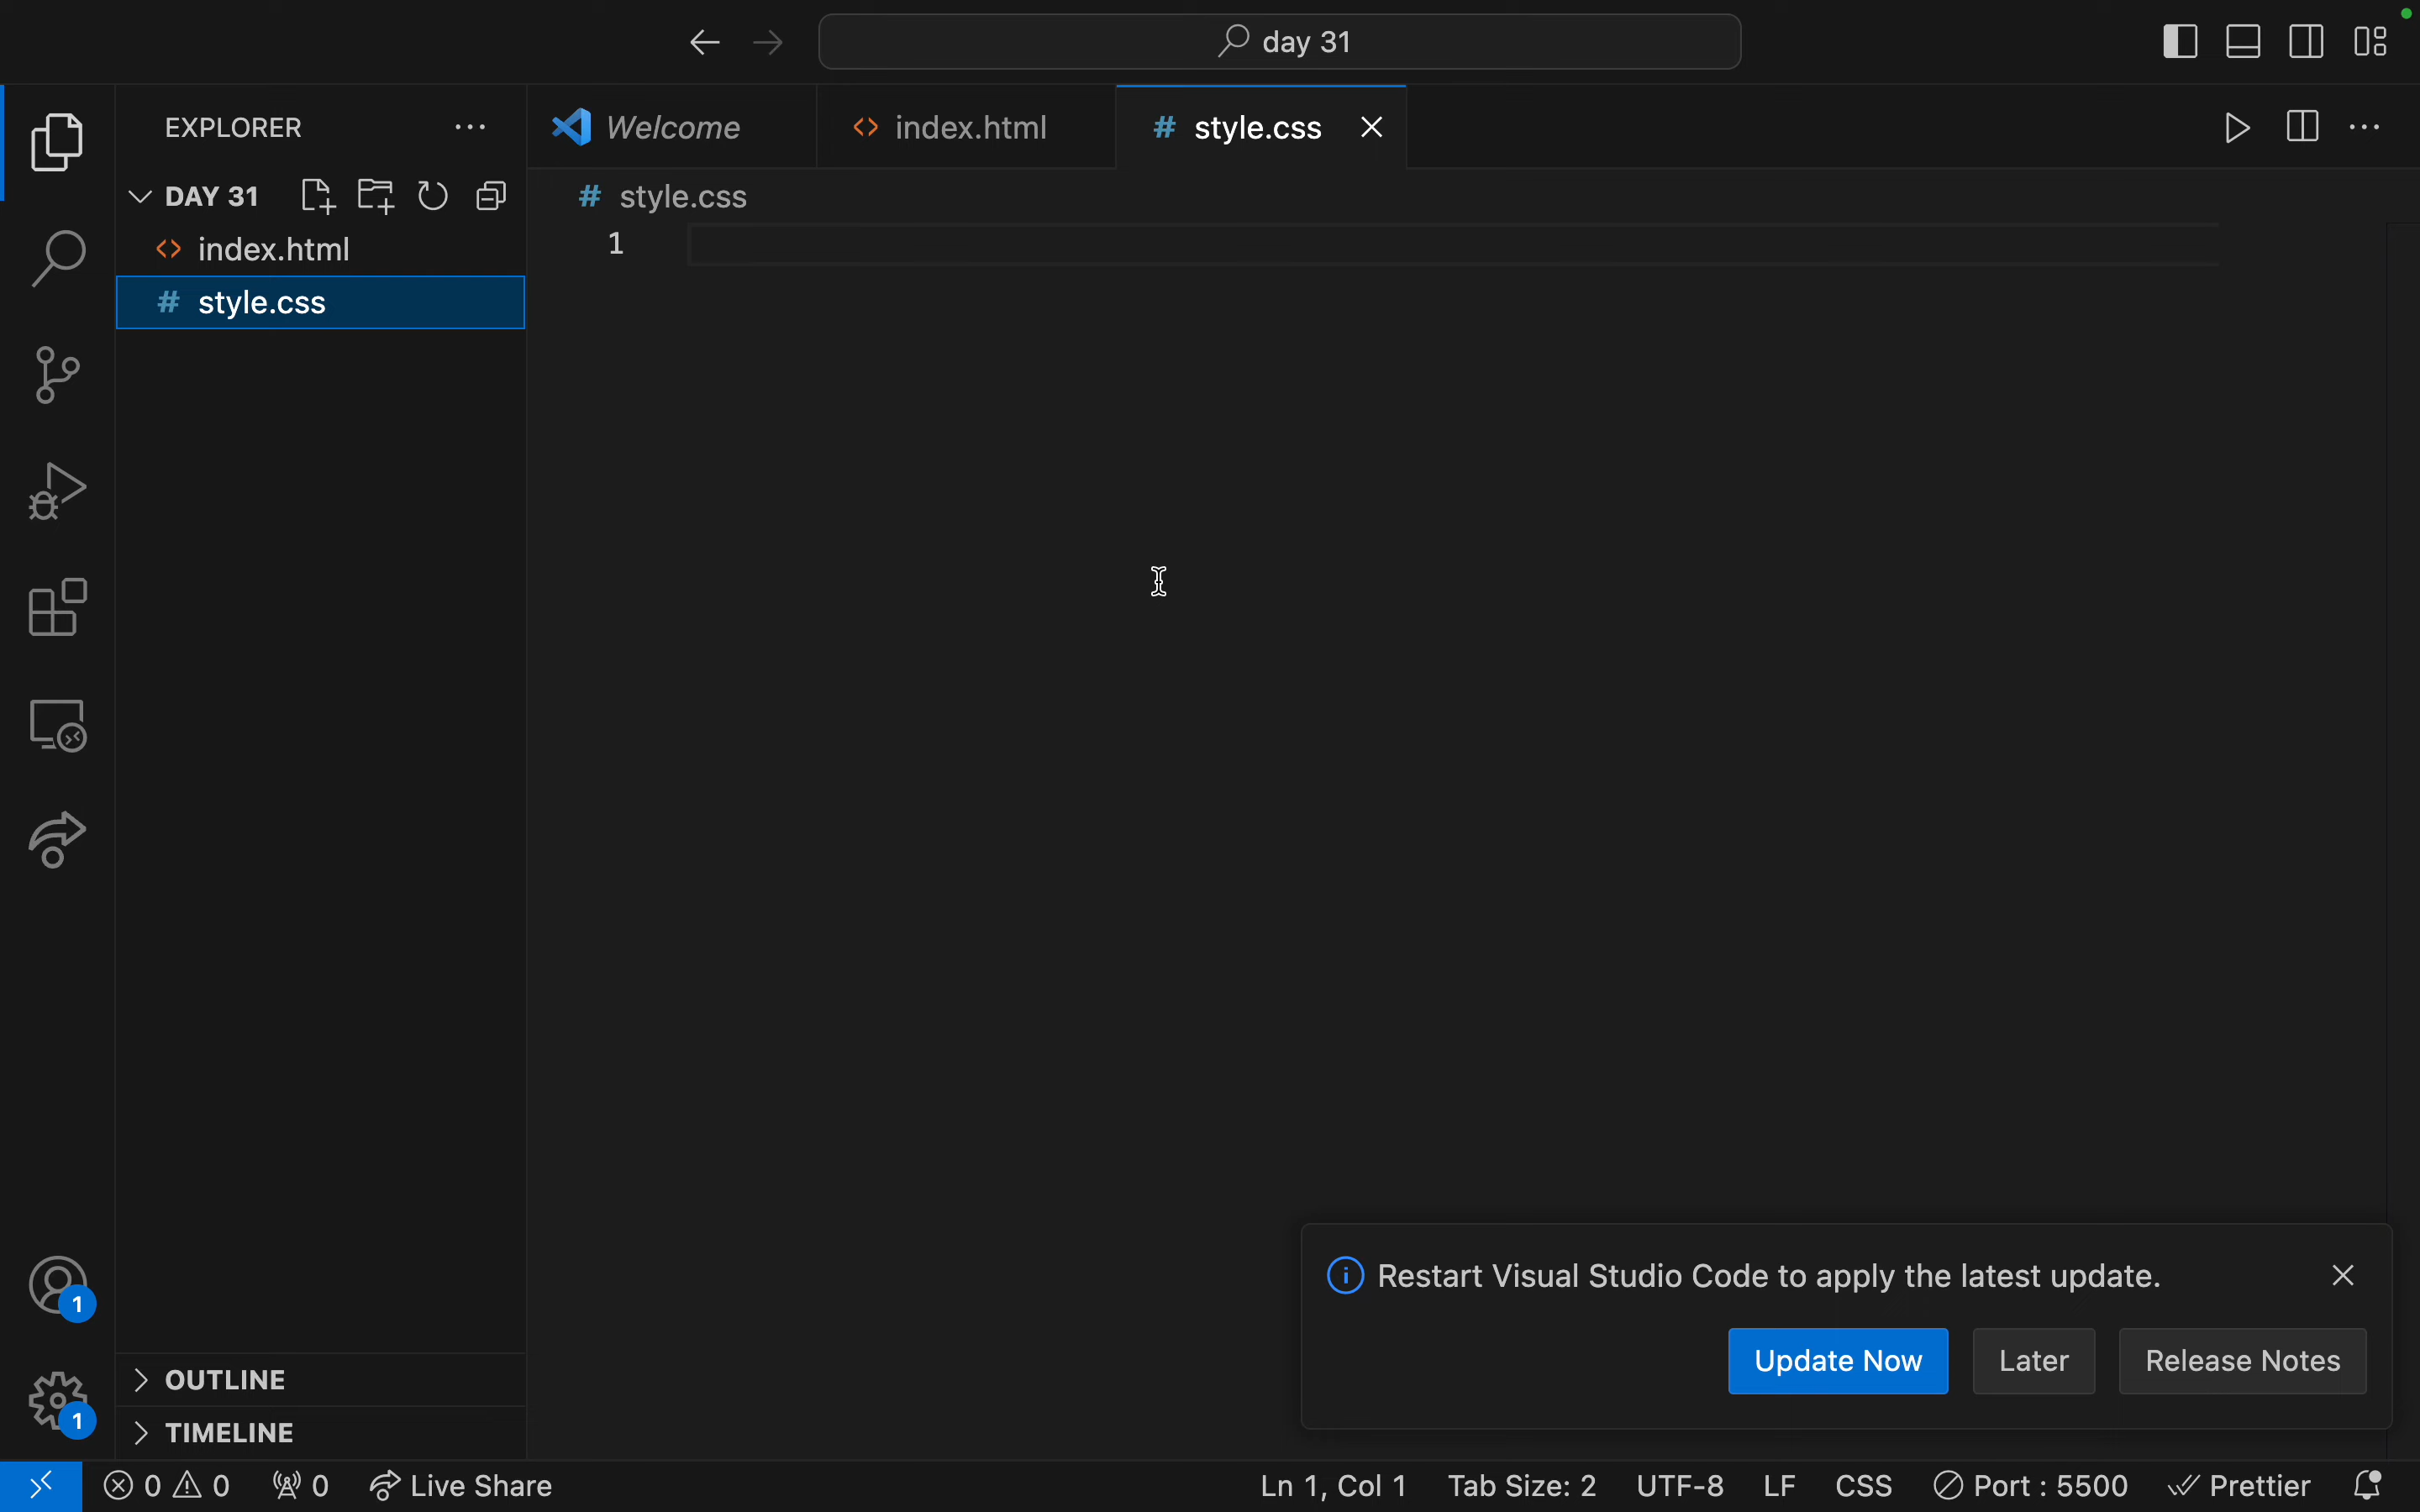 day 31
EXPLORER
Welcome
index.html
style.css
DAY 31
style.css
index.html
1
style.css
Restart Visual Studio Code to apply the latest update.
Update Now
Later
Release Notes
1
1
OUTLINE
TIMELINE
0 0 0 Live Share
Ln 1, Col 1 Tab Size: 2 UTF-8 LF CSS Port : 5500 Prettier